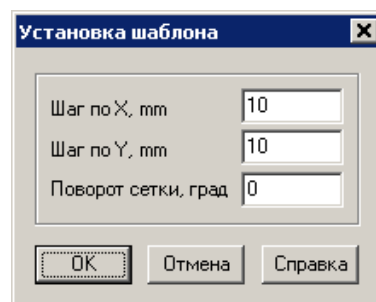 Установка шаблона
Шаг по X, mm 10
Шаг по Y, mm 10
Поворот сетки, град 0
OK Отмена Справка